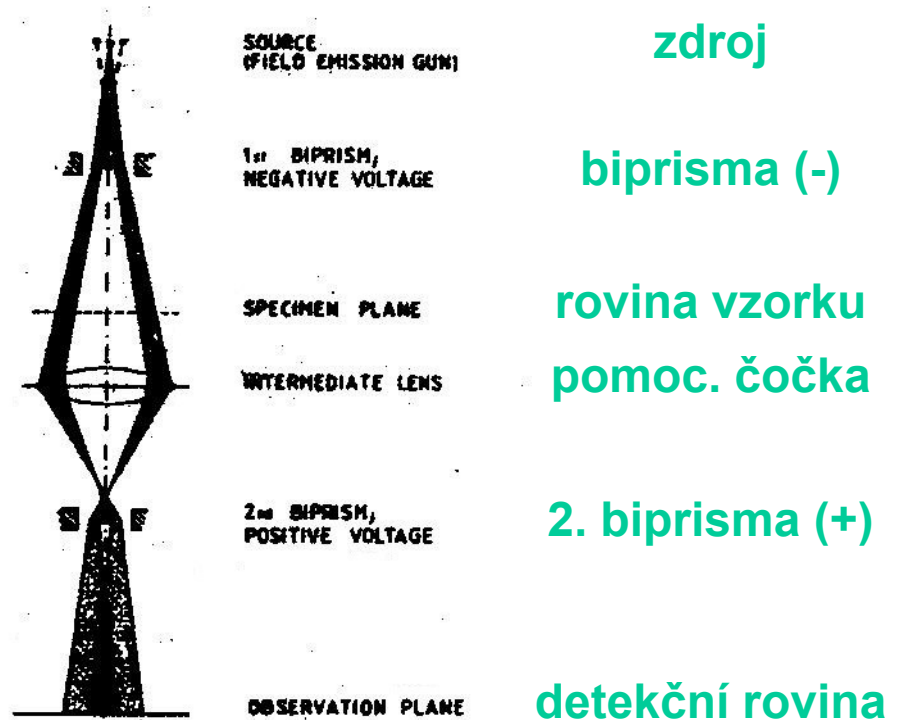 SOURCE
(FIELD EMISSION GUN)
zdroj
1st BIPRISM,
NEGATIVE VOLTAGE
biprisma (-)
SPECIMEN PLANE
rovina vzorku
INTERMEDIATE LENS
pomoc. čočka
2nd BIPRISM,
POSITIVE VOLTAGE
2. biprisma (+)
OBSERVATION PLANE
detekční rovina